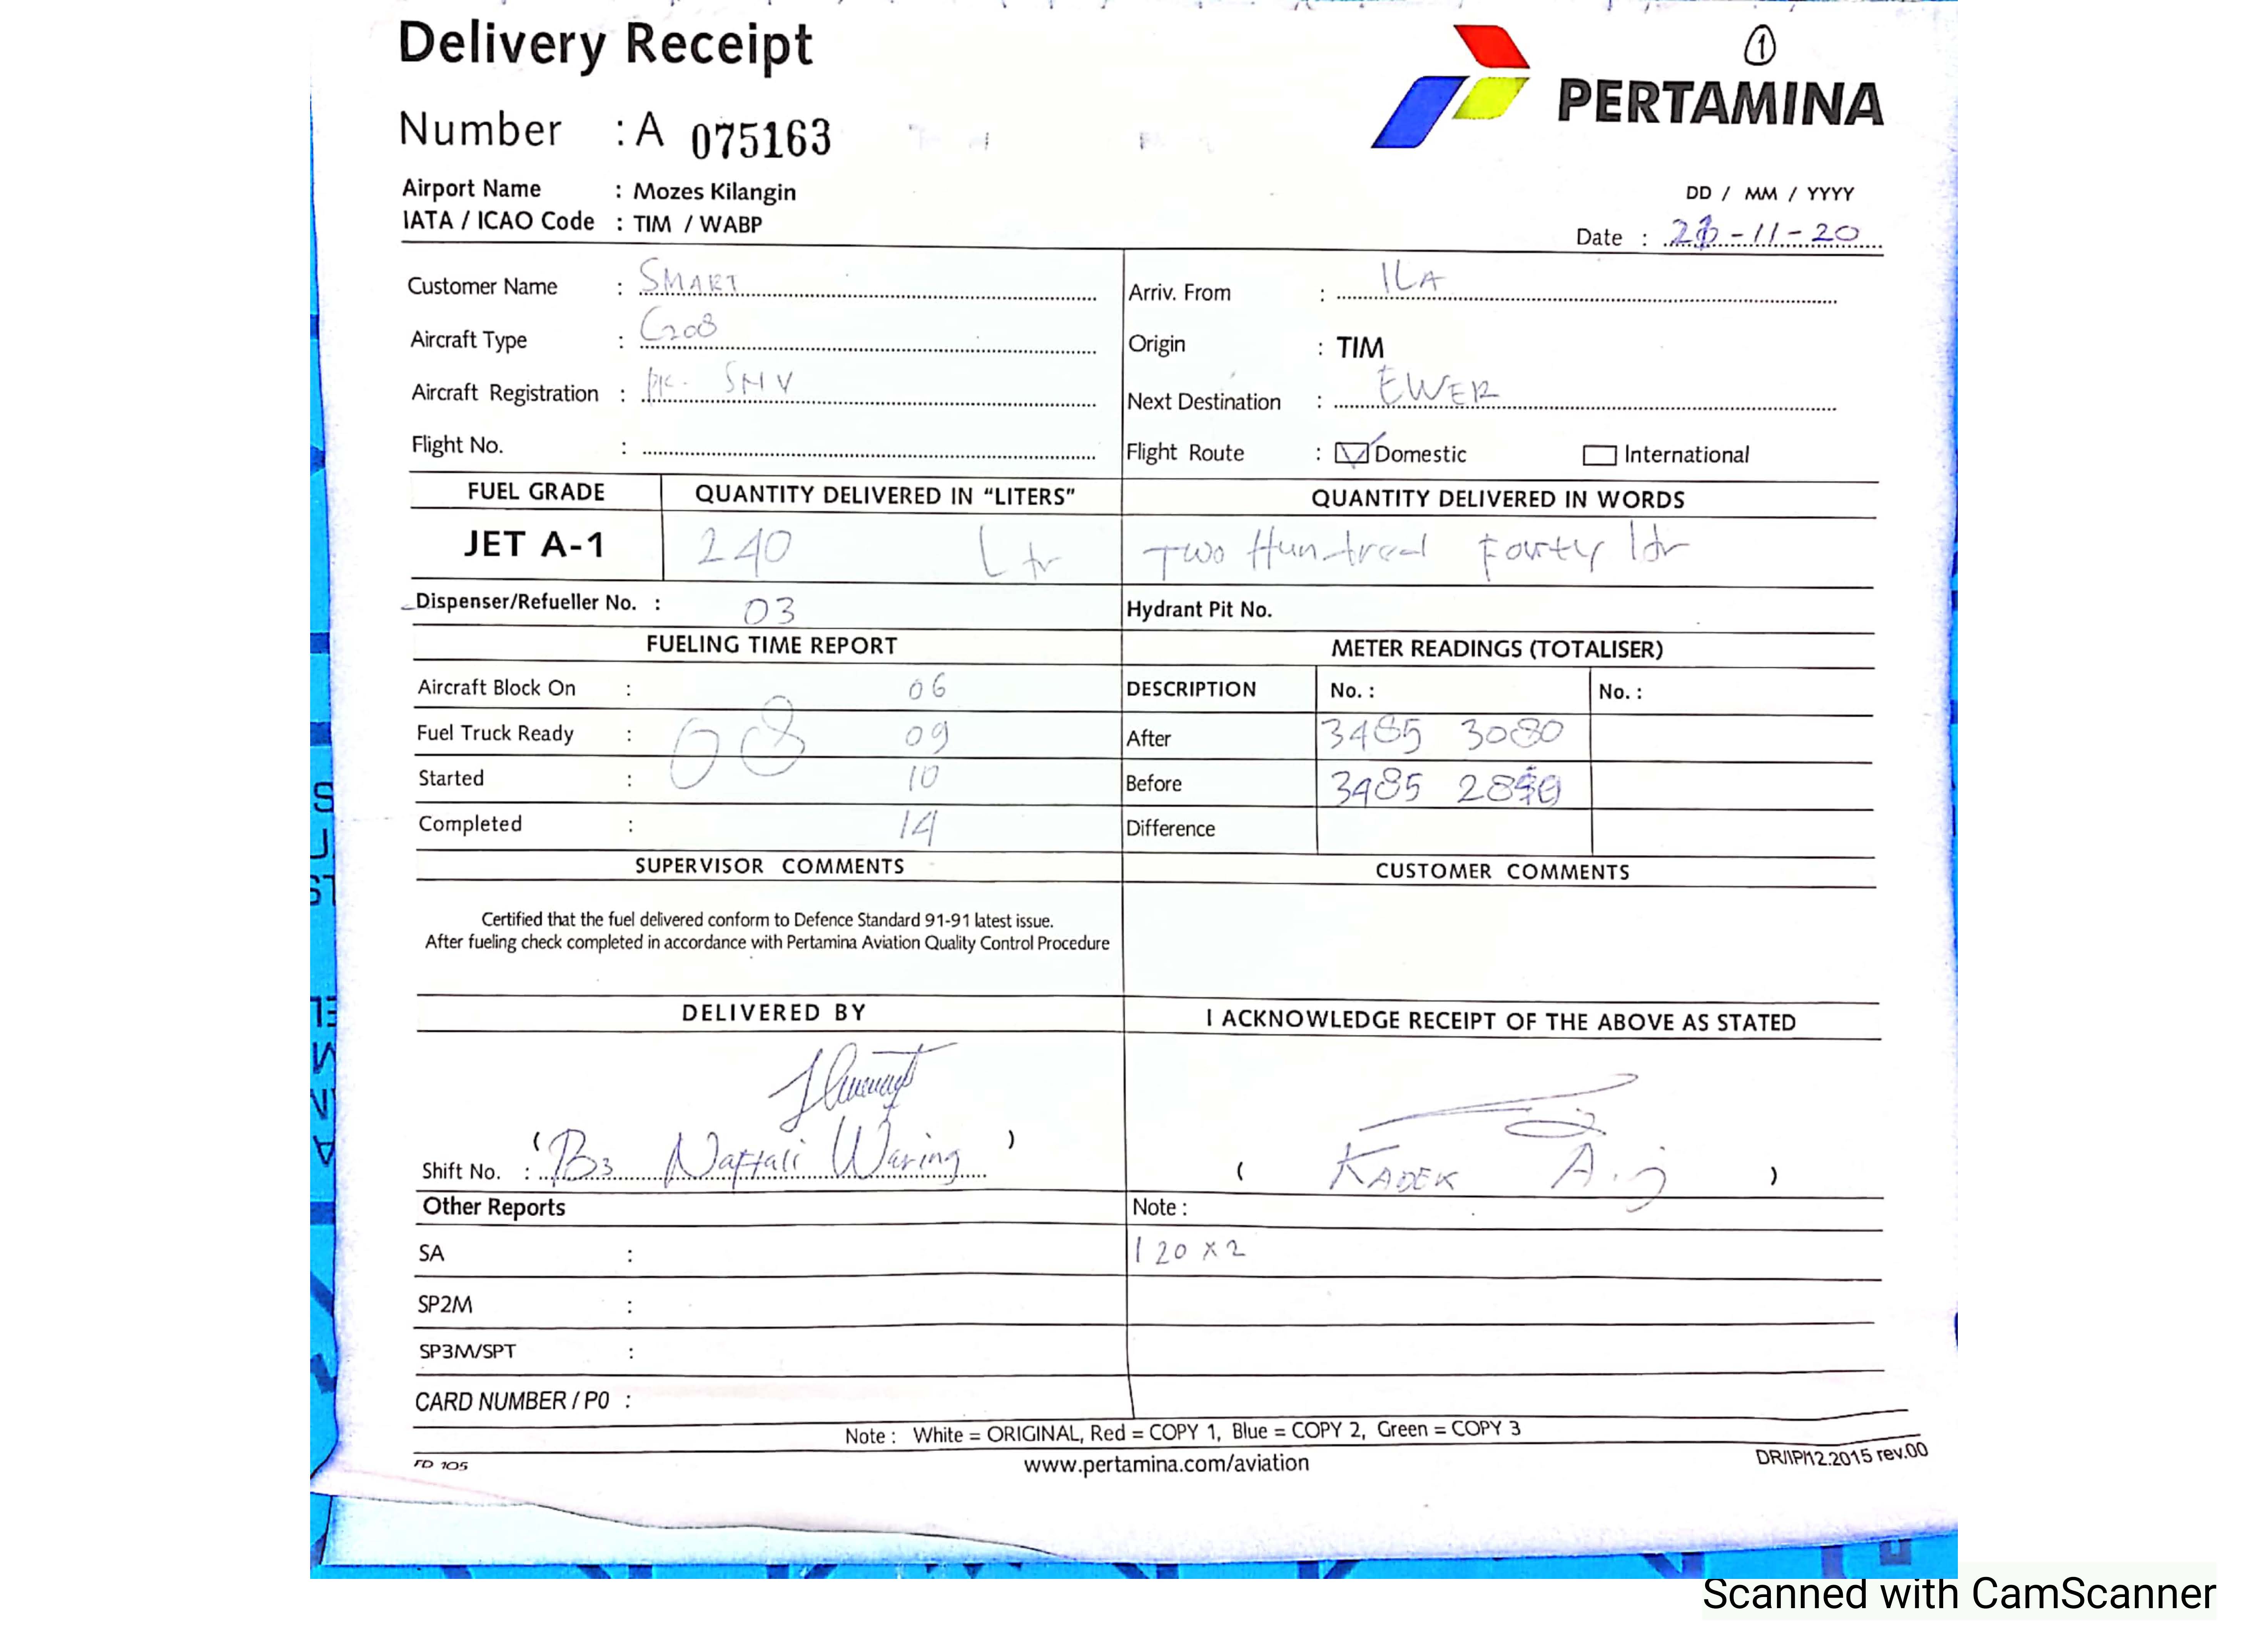 Delivery Receipt
1
PERTAMINA
Number : A 075163
Airport Name : Mozes Kilangin
DD / MM / YYYY
IATA / ICAO Code : TIM / WABP
Date : -11-20
Customer Name : SMART
Arriv. From : ILA
Aircraft Type : C208
Origin : TIM
Aircraft Registration : PK- SNV
Next Destination : EWER
Flight No. :
Flight Route : Domestic International
FUEL GRADE QUANTITY DELIVERED IN "LITERS" QUANTITY DELIVERED IN WORDS
JET A-1 240 Ltr Two Hundred Fourty ltr
Dispenser/Refueller No. : 03 Hydrant Pit No.
FUELING TIME REPORT METER READINGS (TOTALISER)
Aircraft Block On : 06 DESCRIPTION No. : No. :
Fuel Truck Ready : 08 09 After 3485 3080
Started : 10 Before 3485
Completed : 14 Difference
SUPERVISOR COMMENTS CUSTOMER COMMENTS
Certified that the fuel delivered conform to Defence Standard 91-91 latest issue.
After fueling check completed in accordance with Pertamina Aviation Quality Control Procedure
DELIVERED BY I ACKNOWLEDGE RECEIPT OF THE ABOVE AS STATED
Shift No. : ( B3 Naftali Waring )
( KADEK A.J )
Other Reports Note :
SA : 120 x 2
SP2M :
SP3M/SPT :
CARD NUMBER / PO :
Note : White = ORIGINAL, Red = COPY 1, Blue = COPY 2, Green = COPY 3
FD 105 www.pertamina.com/aviation DR/IP/12.2015 rev.00
Scanned with CamScanner